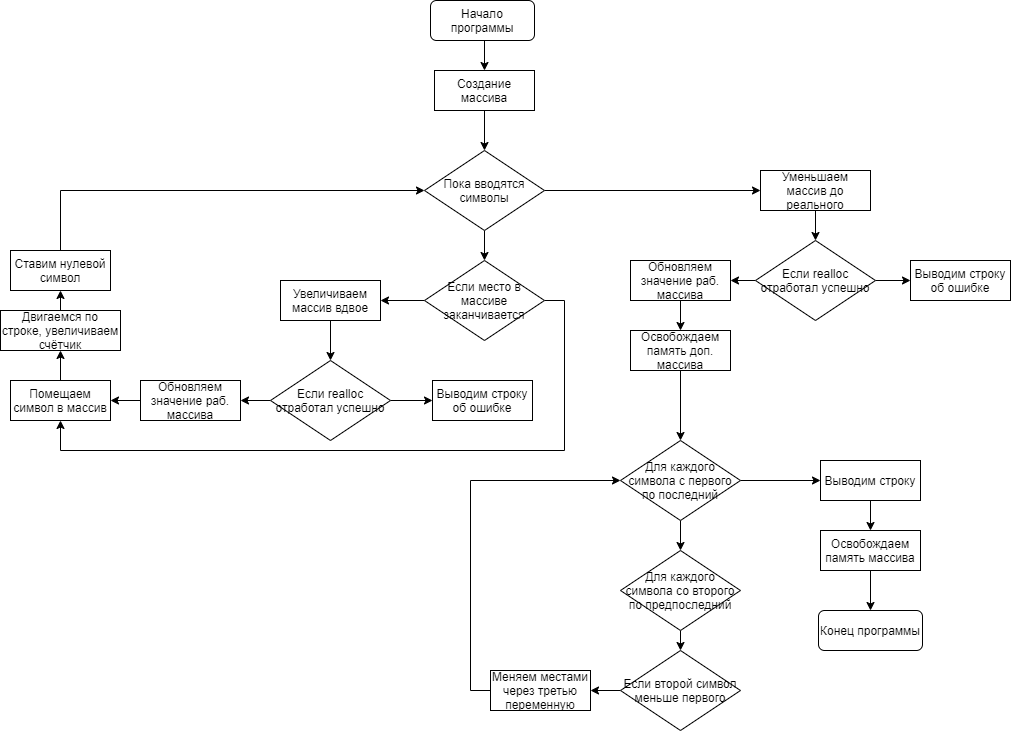 Начало
программы
Создание
массива
Пока вводятся
символы
Уменьшаем
массив до
реального
Ставим нулевой
символ
Если место в
массиве
заканчивается
Увеличиваем
массив вдвое
Обновляем
значение раб.
массива
Если realloc
отработал успешно
Выводим строку
об ошибке
Двигаемся по
строке, увеличиваем
счётчик
Освобождаем
память доп.
массива
Помещаем
символ в массив
Обновляем
значение раб.
массива
Если realloc
отработал успешно
Выводим строку
об ошибке
Для каждого
символа с первого
по последний
Выводим строку
Освобождаем
память массива
Для каждого
символа со второго
по предпоследний
Конец программы
Меняем местами
через третью
переменную
Если второй символ
меньше первого